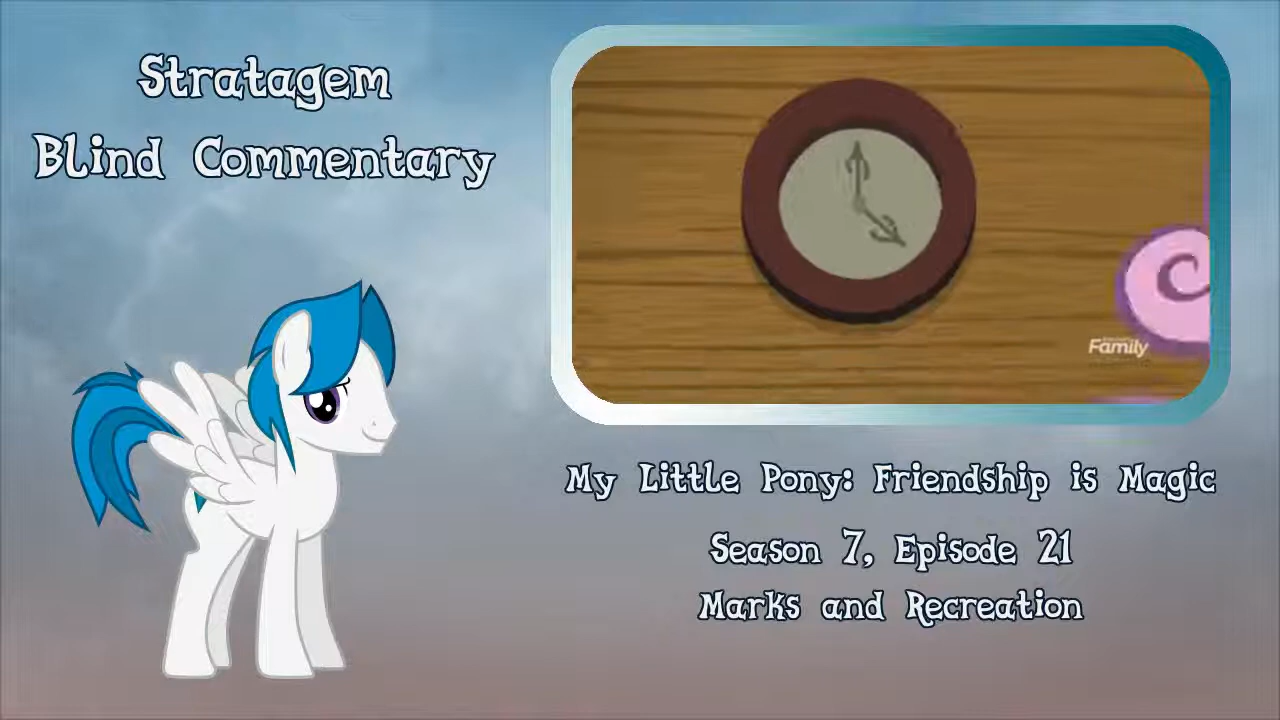 Stratagem
Blind Commentary
Family
My Little Pony: Friendship is Magic
Season 7, Episode 21
Marks and Recreation